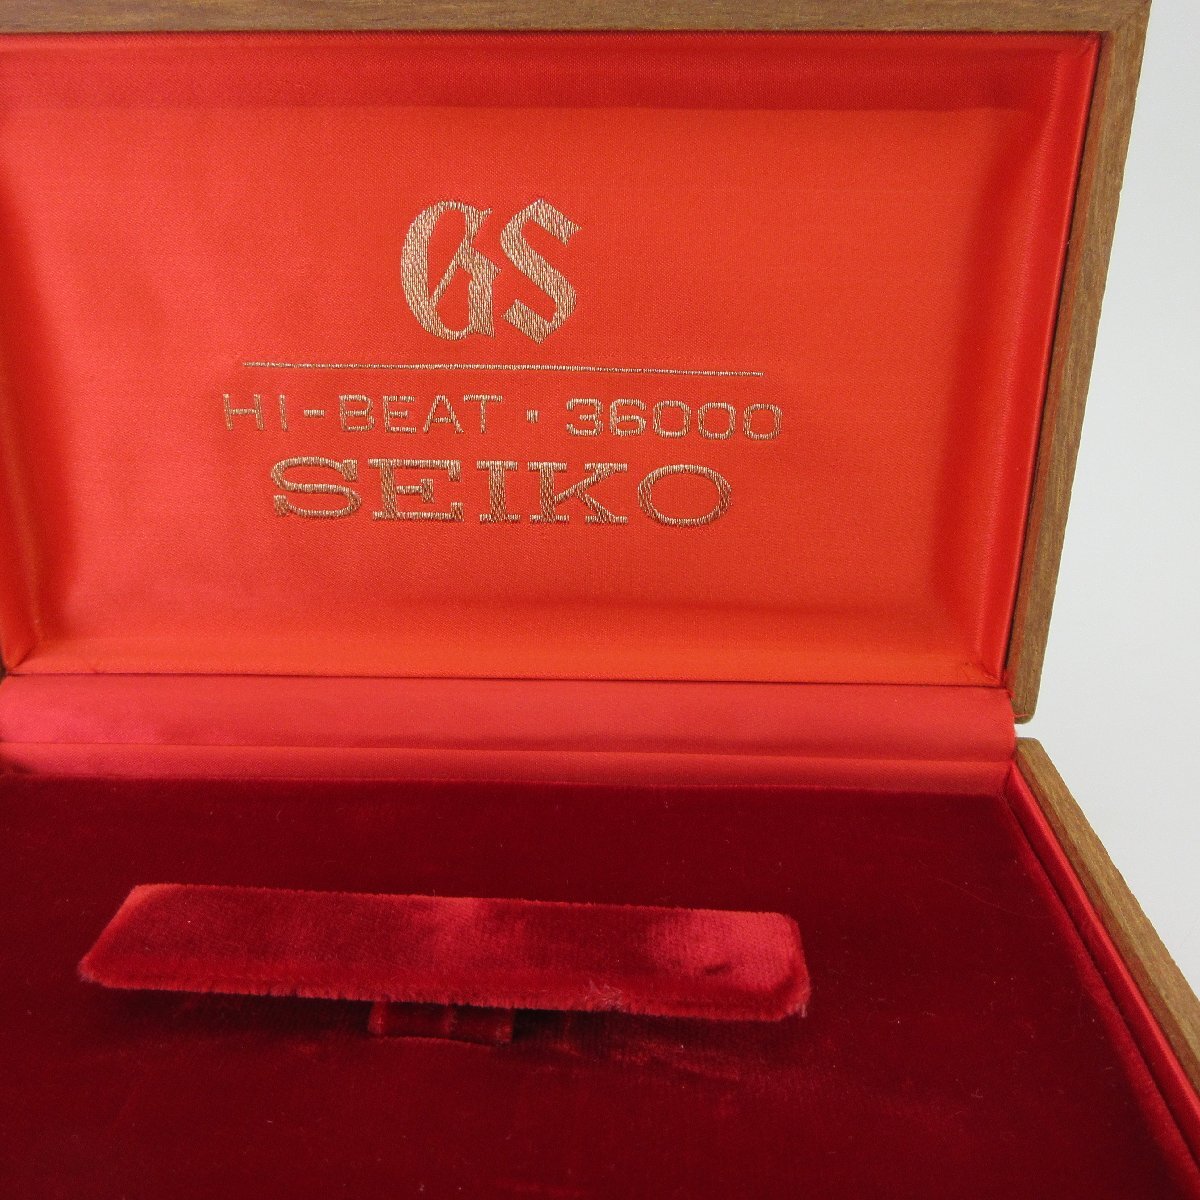 GS
HI-BEAT · 36000
SEIKO